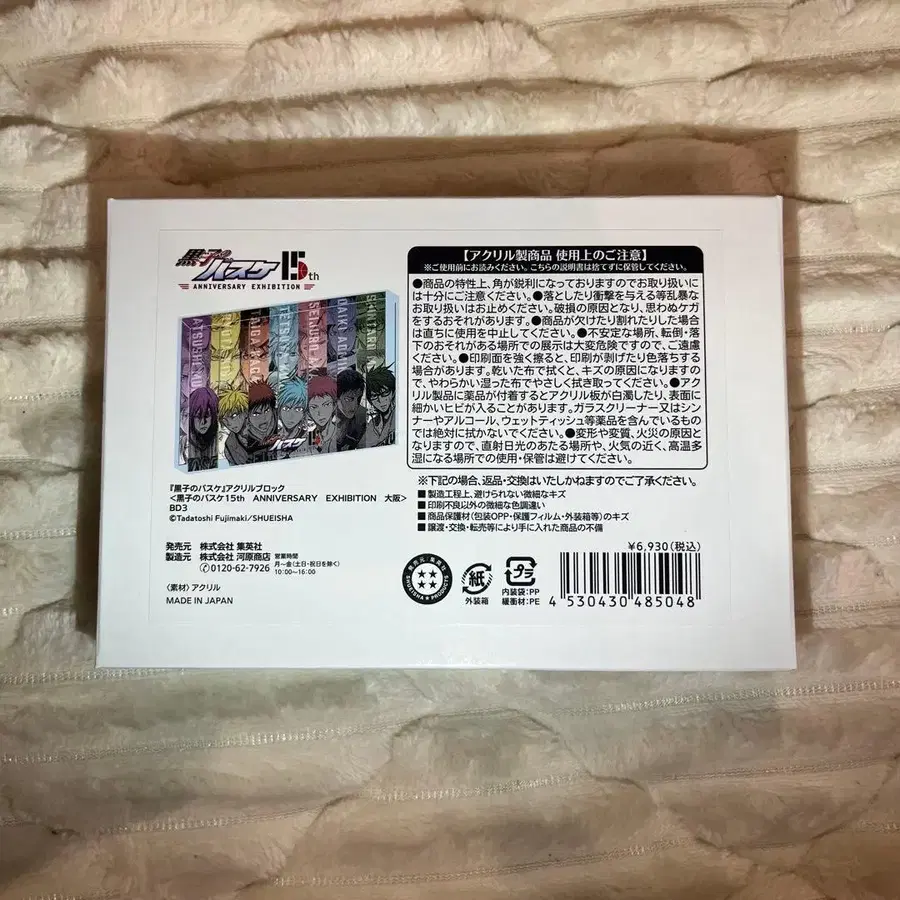 黒子のバスケ 15th
ANNIVERSARY EXHIBITION
『黒子のバスケ』アクリルブロック
<黒子のバスケ15th ANNIVERSARY EXHIBITION 大阪>
BD3
©Tadatoshi Fujimaki/SHUEISHA
発売元 株式会社 集英社
製造元 株式会社 河原商店
0120-62-7926 営業時間 月〜金(土日・祝日を除く) 10:00〜16:00
〈素材〉アクリル
MADE IN JAPAN
【アクリル製商品 使用上のご注意】
※ご使用前にお読みください。こちらの説明書は捨てずに保管してください。
●商品の特性上、角が鋭利になっておりますのでお取り扱いに
は十分にご注意ください。●落としたり衝撃を与える等乱暴な
お取り扱いはお止めください。破損の原因となり、思わぬケガ
をするおそれがあります。●商品が欠けたり割れたりした場合
は直ちに使用を中止してください。●不安定な場所、転倒・落
下のおそれがある場所での展示は大変危険ですので、ご遠慮
ください。●印刷面を強く擦ると、印刷が剥げたり色落ちする
場合があります。乾いた布で拭くと、キズの原因になりますの
で、やわらかい湿った布でやさしく拭き取ってください。●アク
リル製品に薬品が付着するとアクリル板が白濁したり、表面に
細かいヒビが入ることがあります。ガラスクリーナー又はシン
ナーやアルコール、ウェットティッシュ等薬品を含んでいるもの
では絶対に拭かないでください。●変形や変質、火災の原因と
なりますので、直射日光のあたる場所や、火気の近く、高温多
湿になる場所での使用・保管は避けてください。
※下記の場合、返品・交換はいたしかねますのでご了承ください。
■製造工程上、避けられない微細なキズ
■印刷不良以外の微細な色調違い
■商品保護材(包装OPP・保護フィルム・外装箱等)のキズ
■譲渡・交換・転売等により手に入れた商品の不備
¥6,930(税込)
紙
外装箱
プラ
内装袋:PP
緩衝材:PE
4 530430 485048